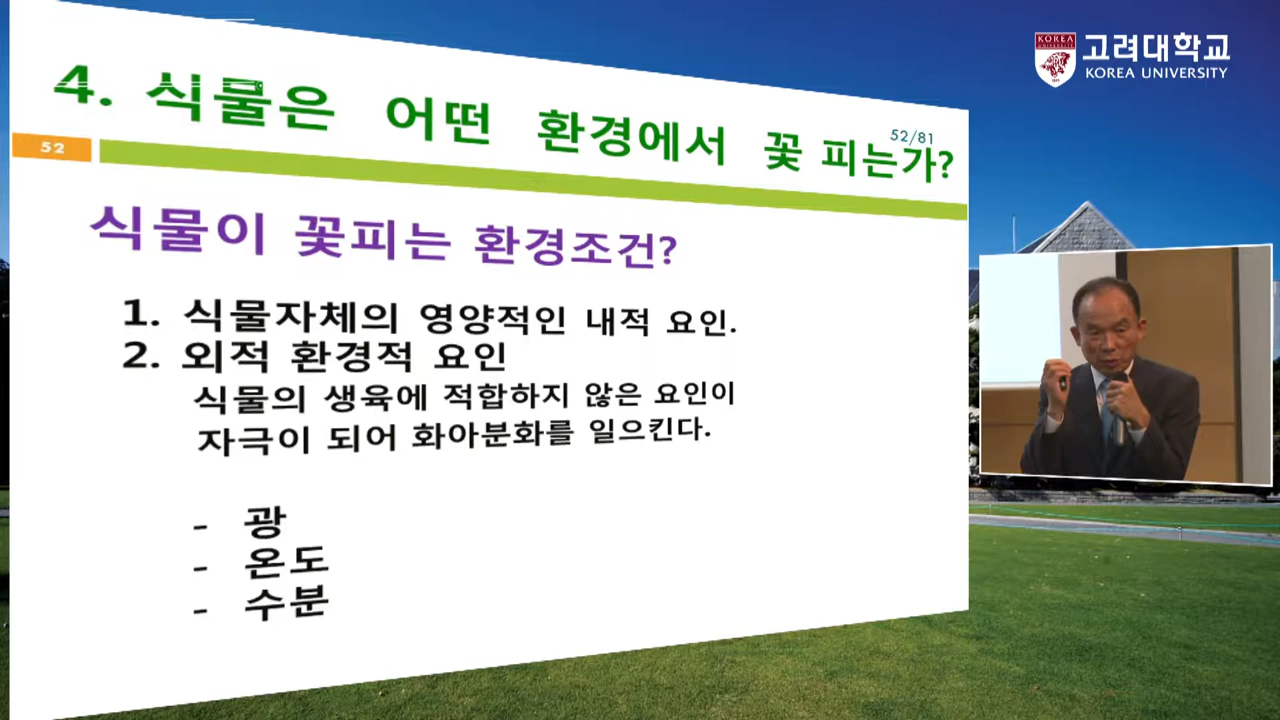 KOREA
고려대학교
KOREA UNIVERSITY
4. 식물은 어떤 환경에서 꽃 피는가?
52/81
52
식물이 꽃피는 환경조건?
1. 식물자체의 영양적인 내적 요인.
2. 외적 환경적 요인
식물의 생육에 적합하지 않은 요인이
자극이 되어 화아분화를 일으킨다.
- 광
- 온도
- 수분